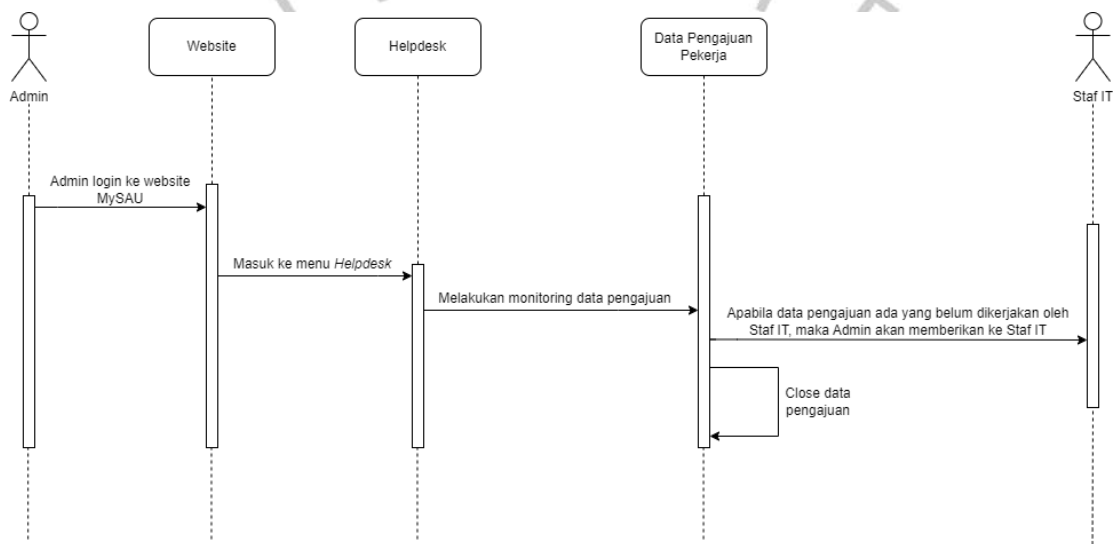 Admin
Website
Helpdesk
Data Pengajuan
Pekerja
Staf IT
Admin login ke website
MySAU
Masuk ke menu Helpdesk
Melakukan monitoring data pengajuan
Apabila data pengajuan ada yang belum dikerjakan oleh
Staf IT, maka Admin akan memberikan ke Staf IT
Close data
pengajuan